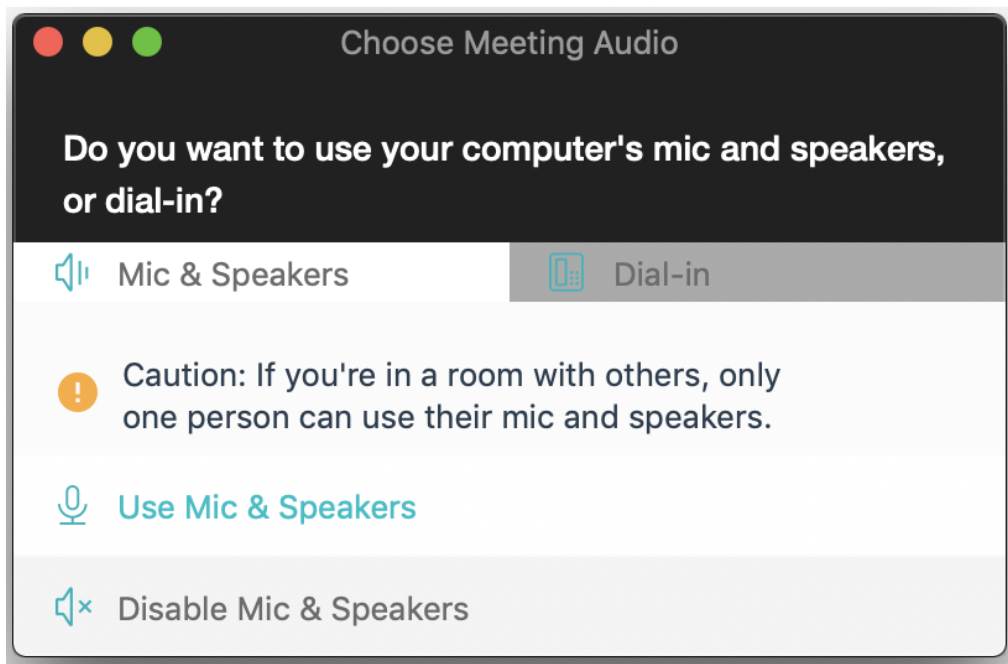 Choose Meeting Audio
Do you want to use your computer's mic and speakers,
or dial-in?
Mic & Speakers
Dial-in
Caution: If you're in a room with others, only
one person can use their mic and speakers.
Use Mic & Speakers
Disable Mic & Speakers